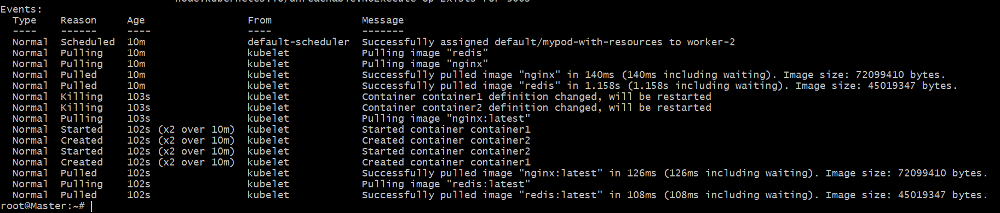 node.kubernetes.io/unreachable:NoExecute op=Exists for 300s
Events:
Type Reason Age From Message
---- ------ ---- ---- -------
Normal Scheduled 10m default-scheduler Successfully assigned default/mypod-with-resources to worker-2
Normal Pulling 10m kubelet Pulling image "redis"
Normal Pulling 10m kubelet Pulling image "nginx"
Normal Pulled 10m kubelet Successfully pulled image "nginx" in 140ms (140ms including waiting). Image size: 72099410 bytes.
Normal Pulled 10m kubelet Successfully pulled image "redis" in 1.158s (1.158s including waiting). Image size: 45019347 bytes.
Normal Killing 103s kubelet Container container1 definition changed, will be restarted
Normal Killing 103s kubelet Container container2 definition changed, will be restarted
Normal Pulling 103s kubelet Pulling image "nginx:latest"
Normal Started 102s (x2 over 10m) kubelet Started container container1
Normal Created 102s (x2 over 10m) kubelet Created container container2
Normal Started 102s (x2 over 10m) kubelet Started container container2
Normal Created 102s (x2 over 10m) kubelet Created container container1
Normal Pulled 102s kubelet Successfully pulled image "nginx:latest" in 126ms (126ms including waiting). Image size: 72099410 bytes.
Normal Pulling 102s kubelet Pulling image "redis:latest"
Normal Pulled 102s kubelet Successfully pulled image "redis:latest" in 108ms (108ms including waiting). Image size: 45019347 bytes.
root@Master:~#